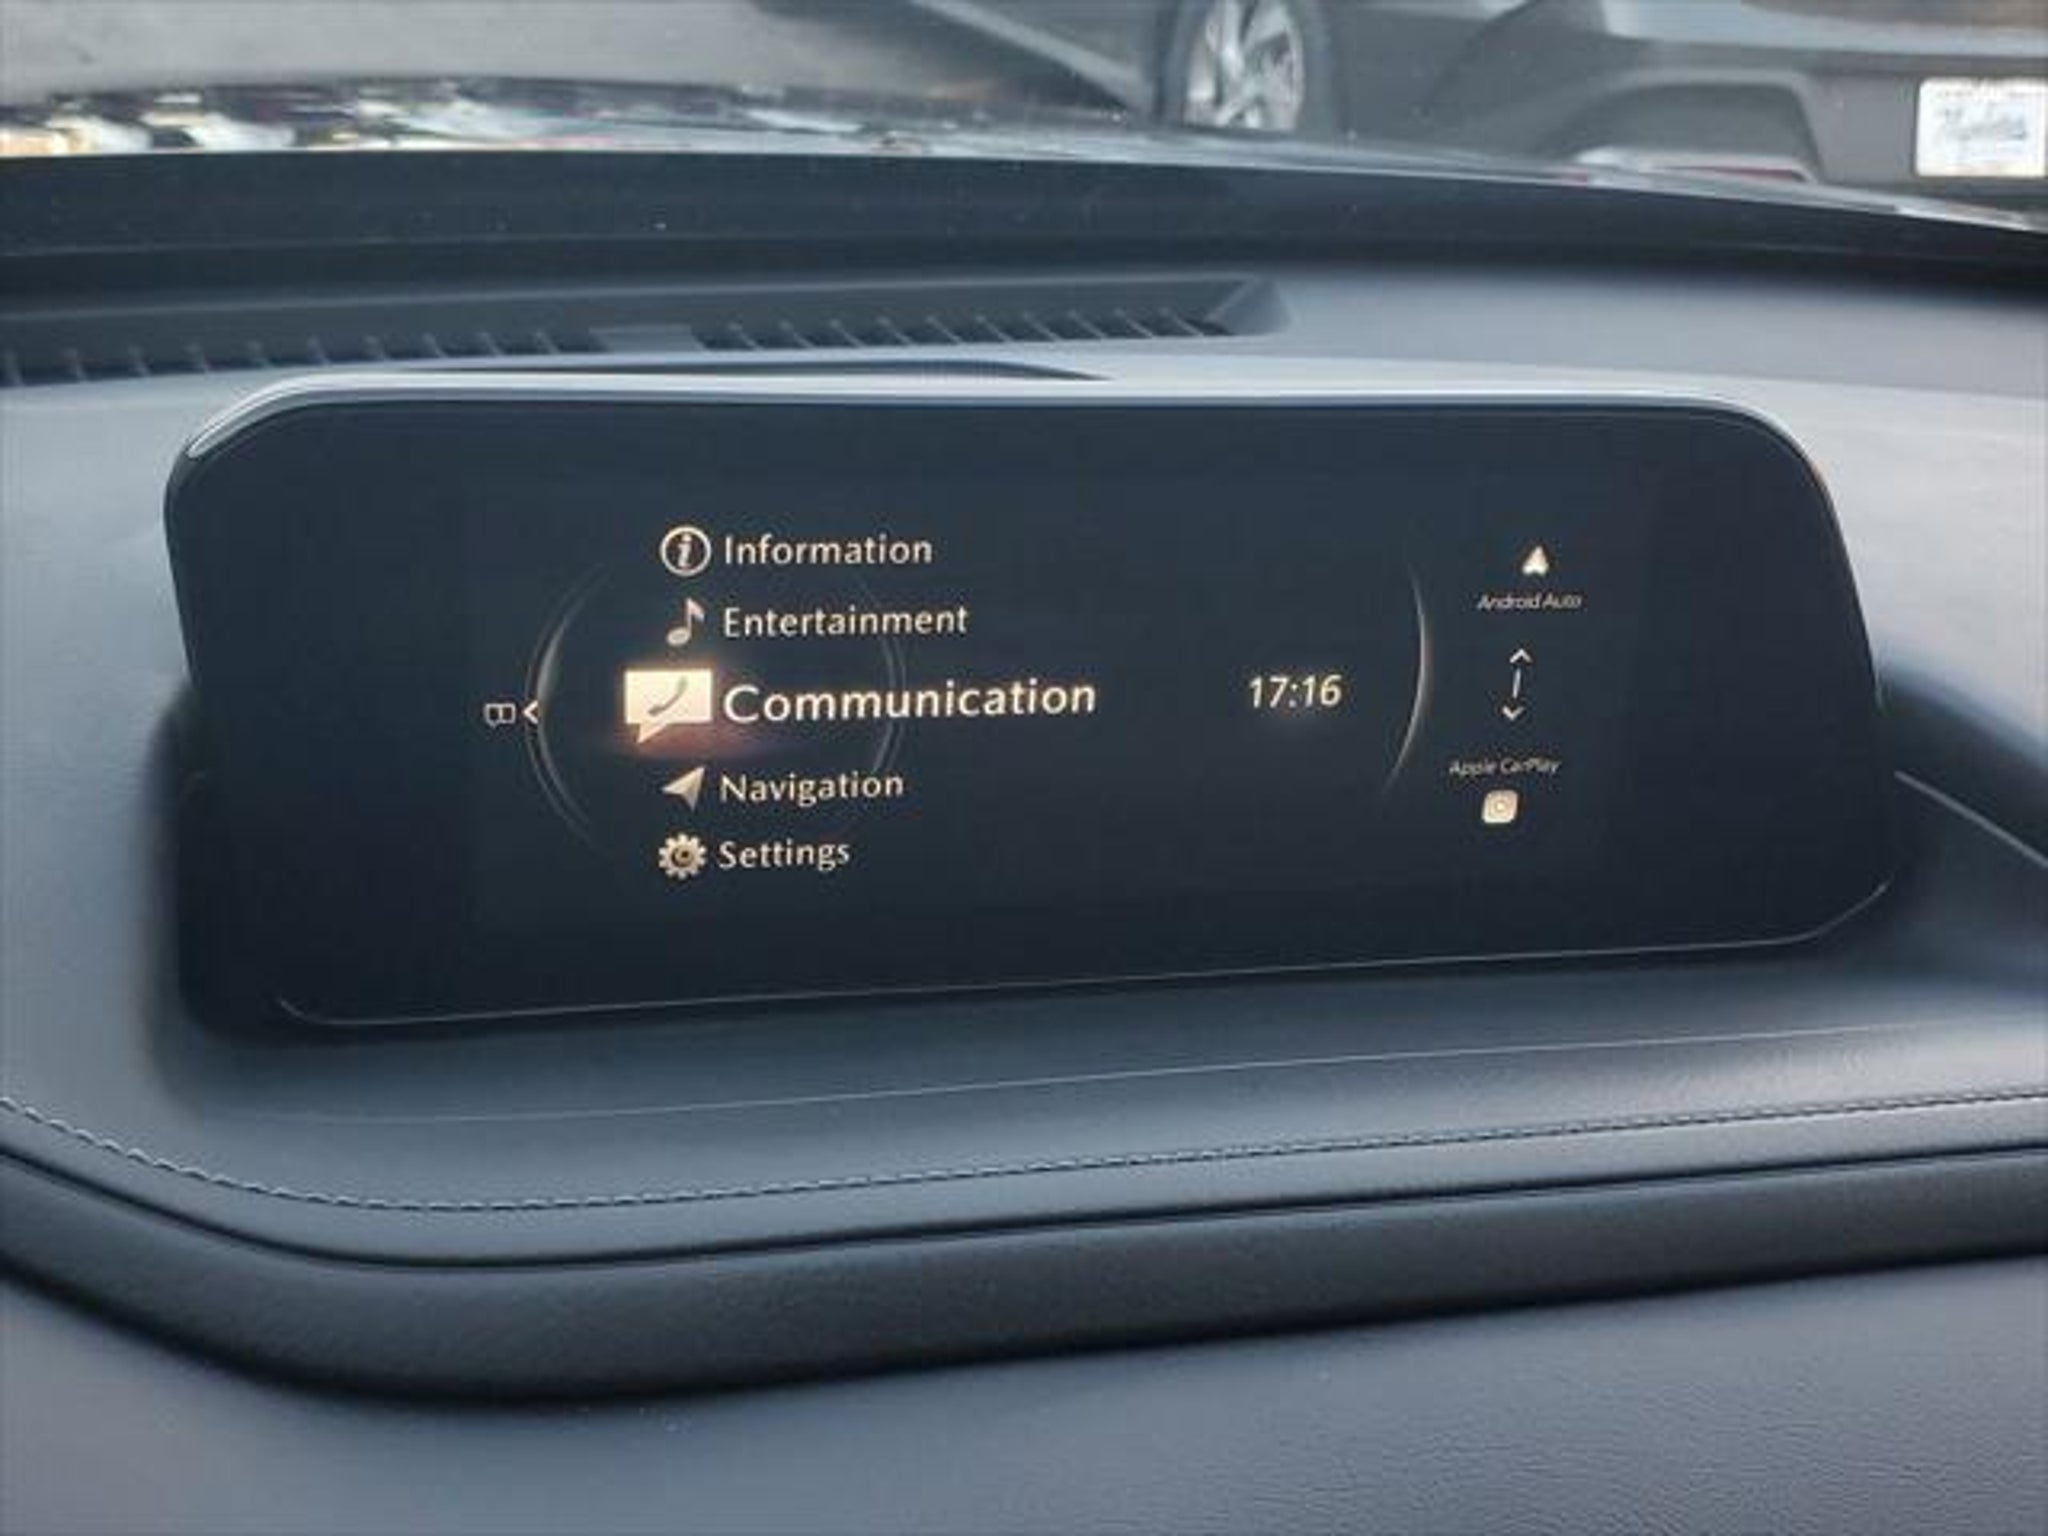 Information
Entertainment
Communication
Navigation
Settings
17:16
Android Auto
Apple CarPlay